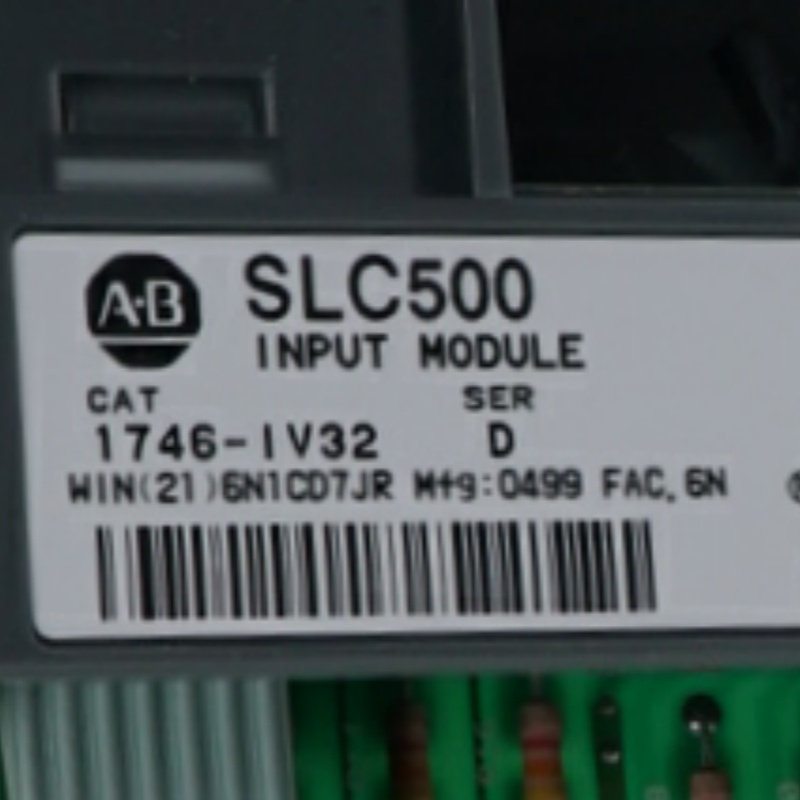 A·B SLC500
INPUT MODULE
CAT SER
1746-IV32 D
WIN(21)6N1CD7JR Mfg:0499 FAC. 6N